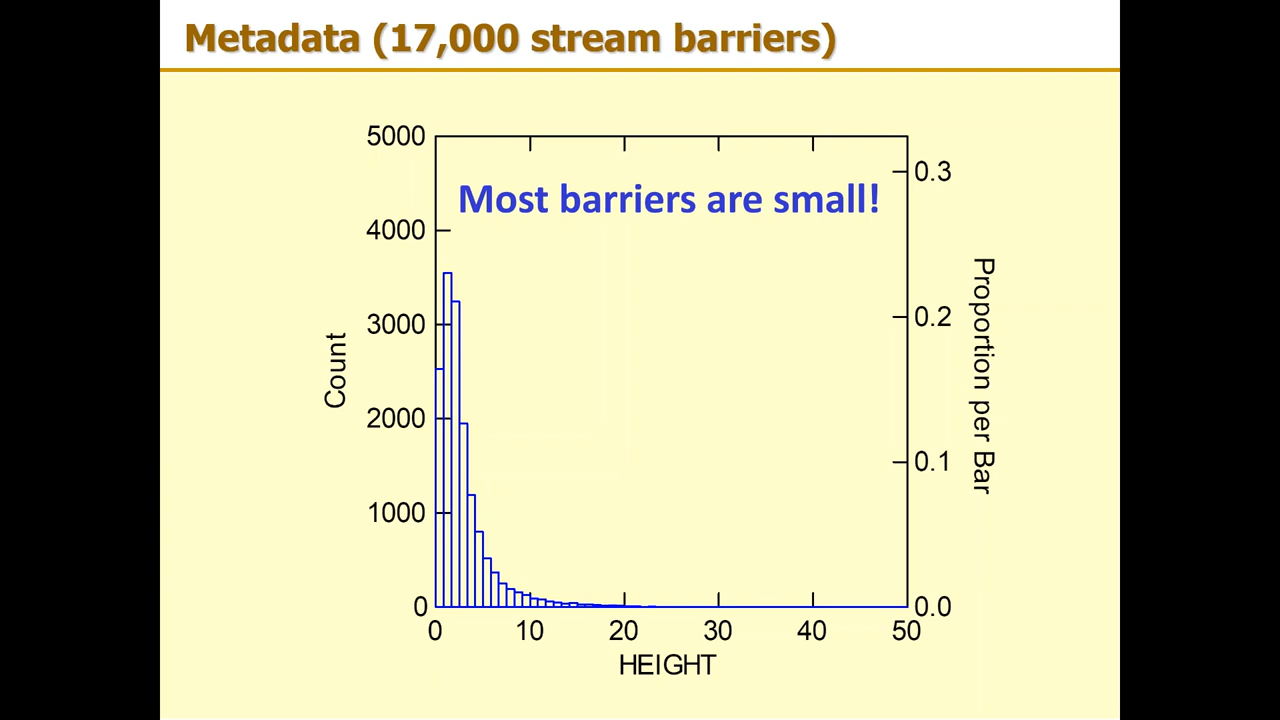 Metadata (17,000 stream barriers)
Most barriers are small!
5000
4000
3000
2000
1000
0
Count
0.3
0.2
0.1
0.0
Proportion per Bar
0 10 20 30 40 50
HEIGHT